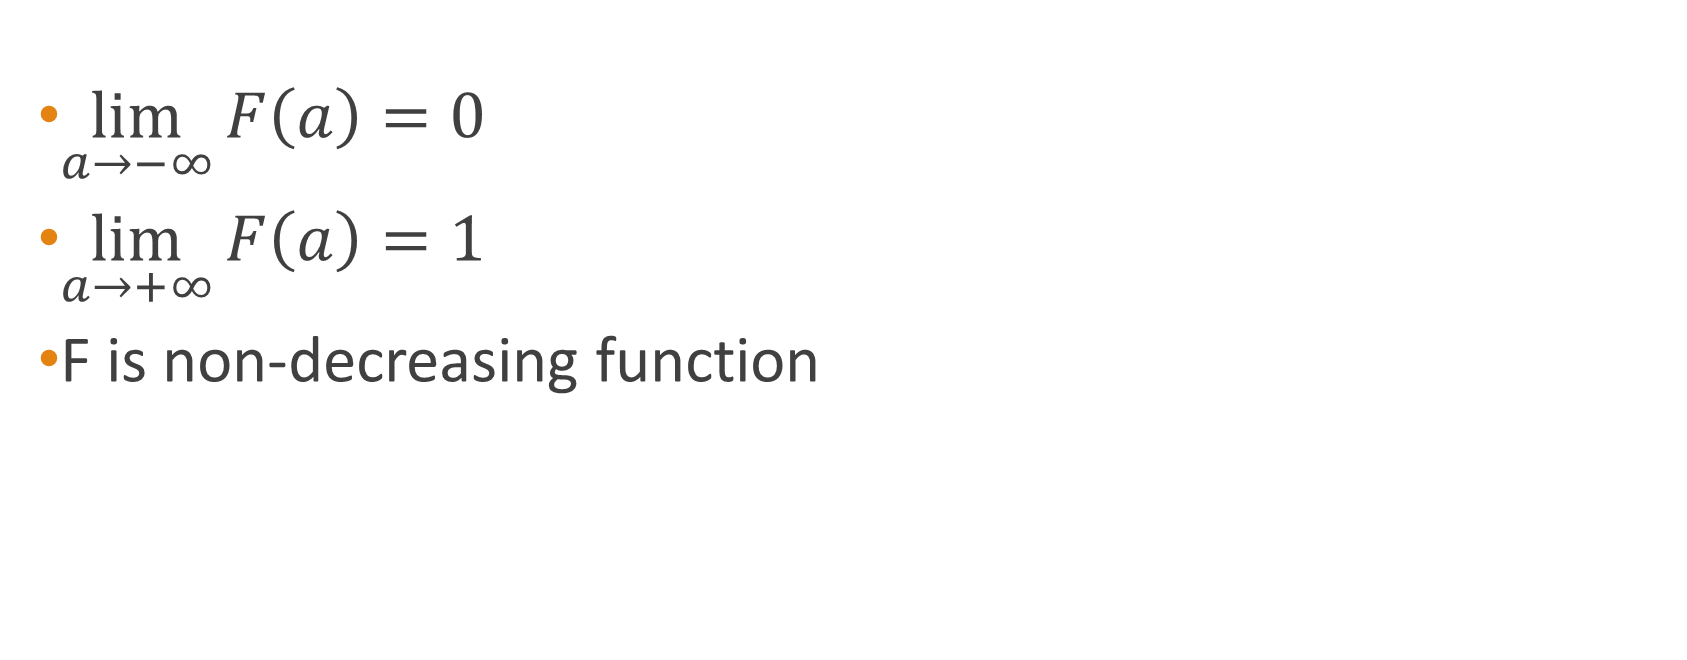 • lim F(a) = 0
a→−∞
• lim F(a) = 1
a→+∞
•F is non-decreasing function